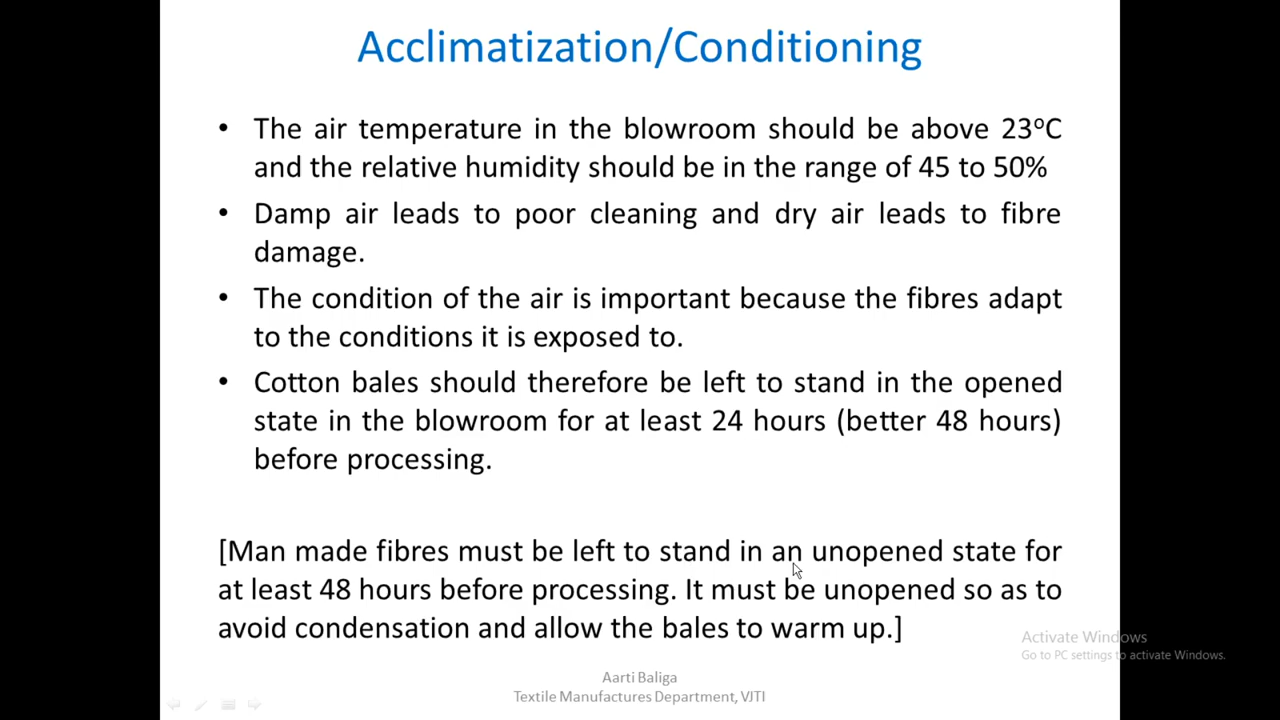 Acclimatization/Conditioning
• The air temperature in the blowroom should be above 23°C
and the relative humidity should be in the range of 45 to 50%
• Damp air leads to poor cleaning and dry air leads to fibre
damage.
• The condition of the air is important because the fibres adapt
to the conditions it is exposed to.
• Cotton bales should therefore be left to stand in the opened
state in the blowroom for at least 24 hours (better 48 hours)
before processing.
[Man made fibres must be left to stand in an unopened state for
at least 48 hours before processing. It must be unopened so as to
avoid condensation and allow the bales to warm up.]
Activate Windows
Go to PC settings to activate Windows.
Aarti Baliga
Textile Manufactures Department, VJTI